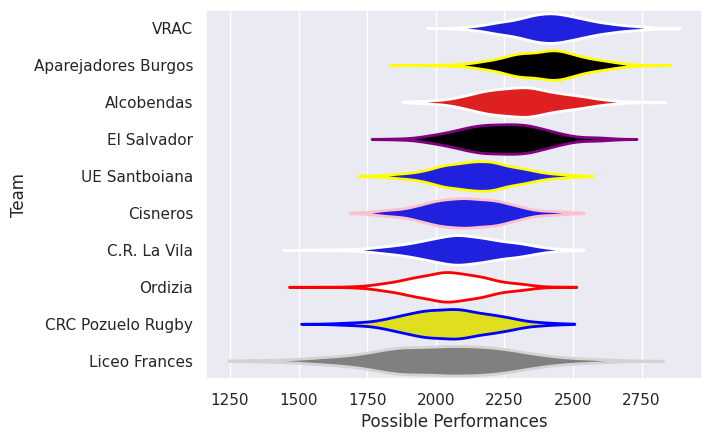 VRAC
Aparejadores Burgos
Alcobendas
El Salvador
UE Santboiana
Cisneros
C.R. La Vila
Ordizia
CRC Pozuelo Rugby
Liceo Frances
Team
1250 1500 1750 2000 2250 2500 2750
Possible Performances